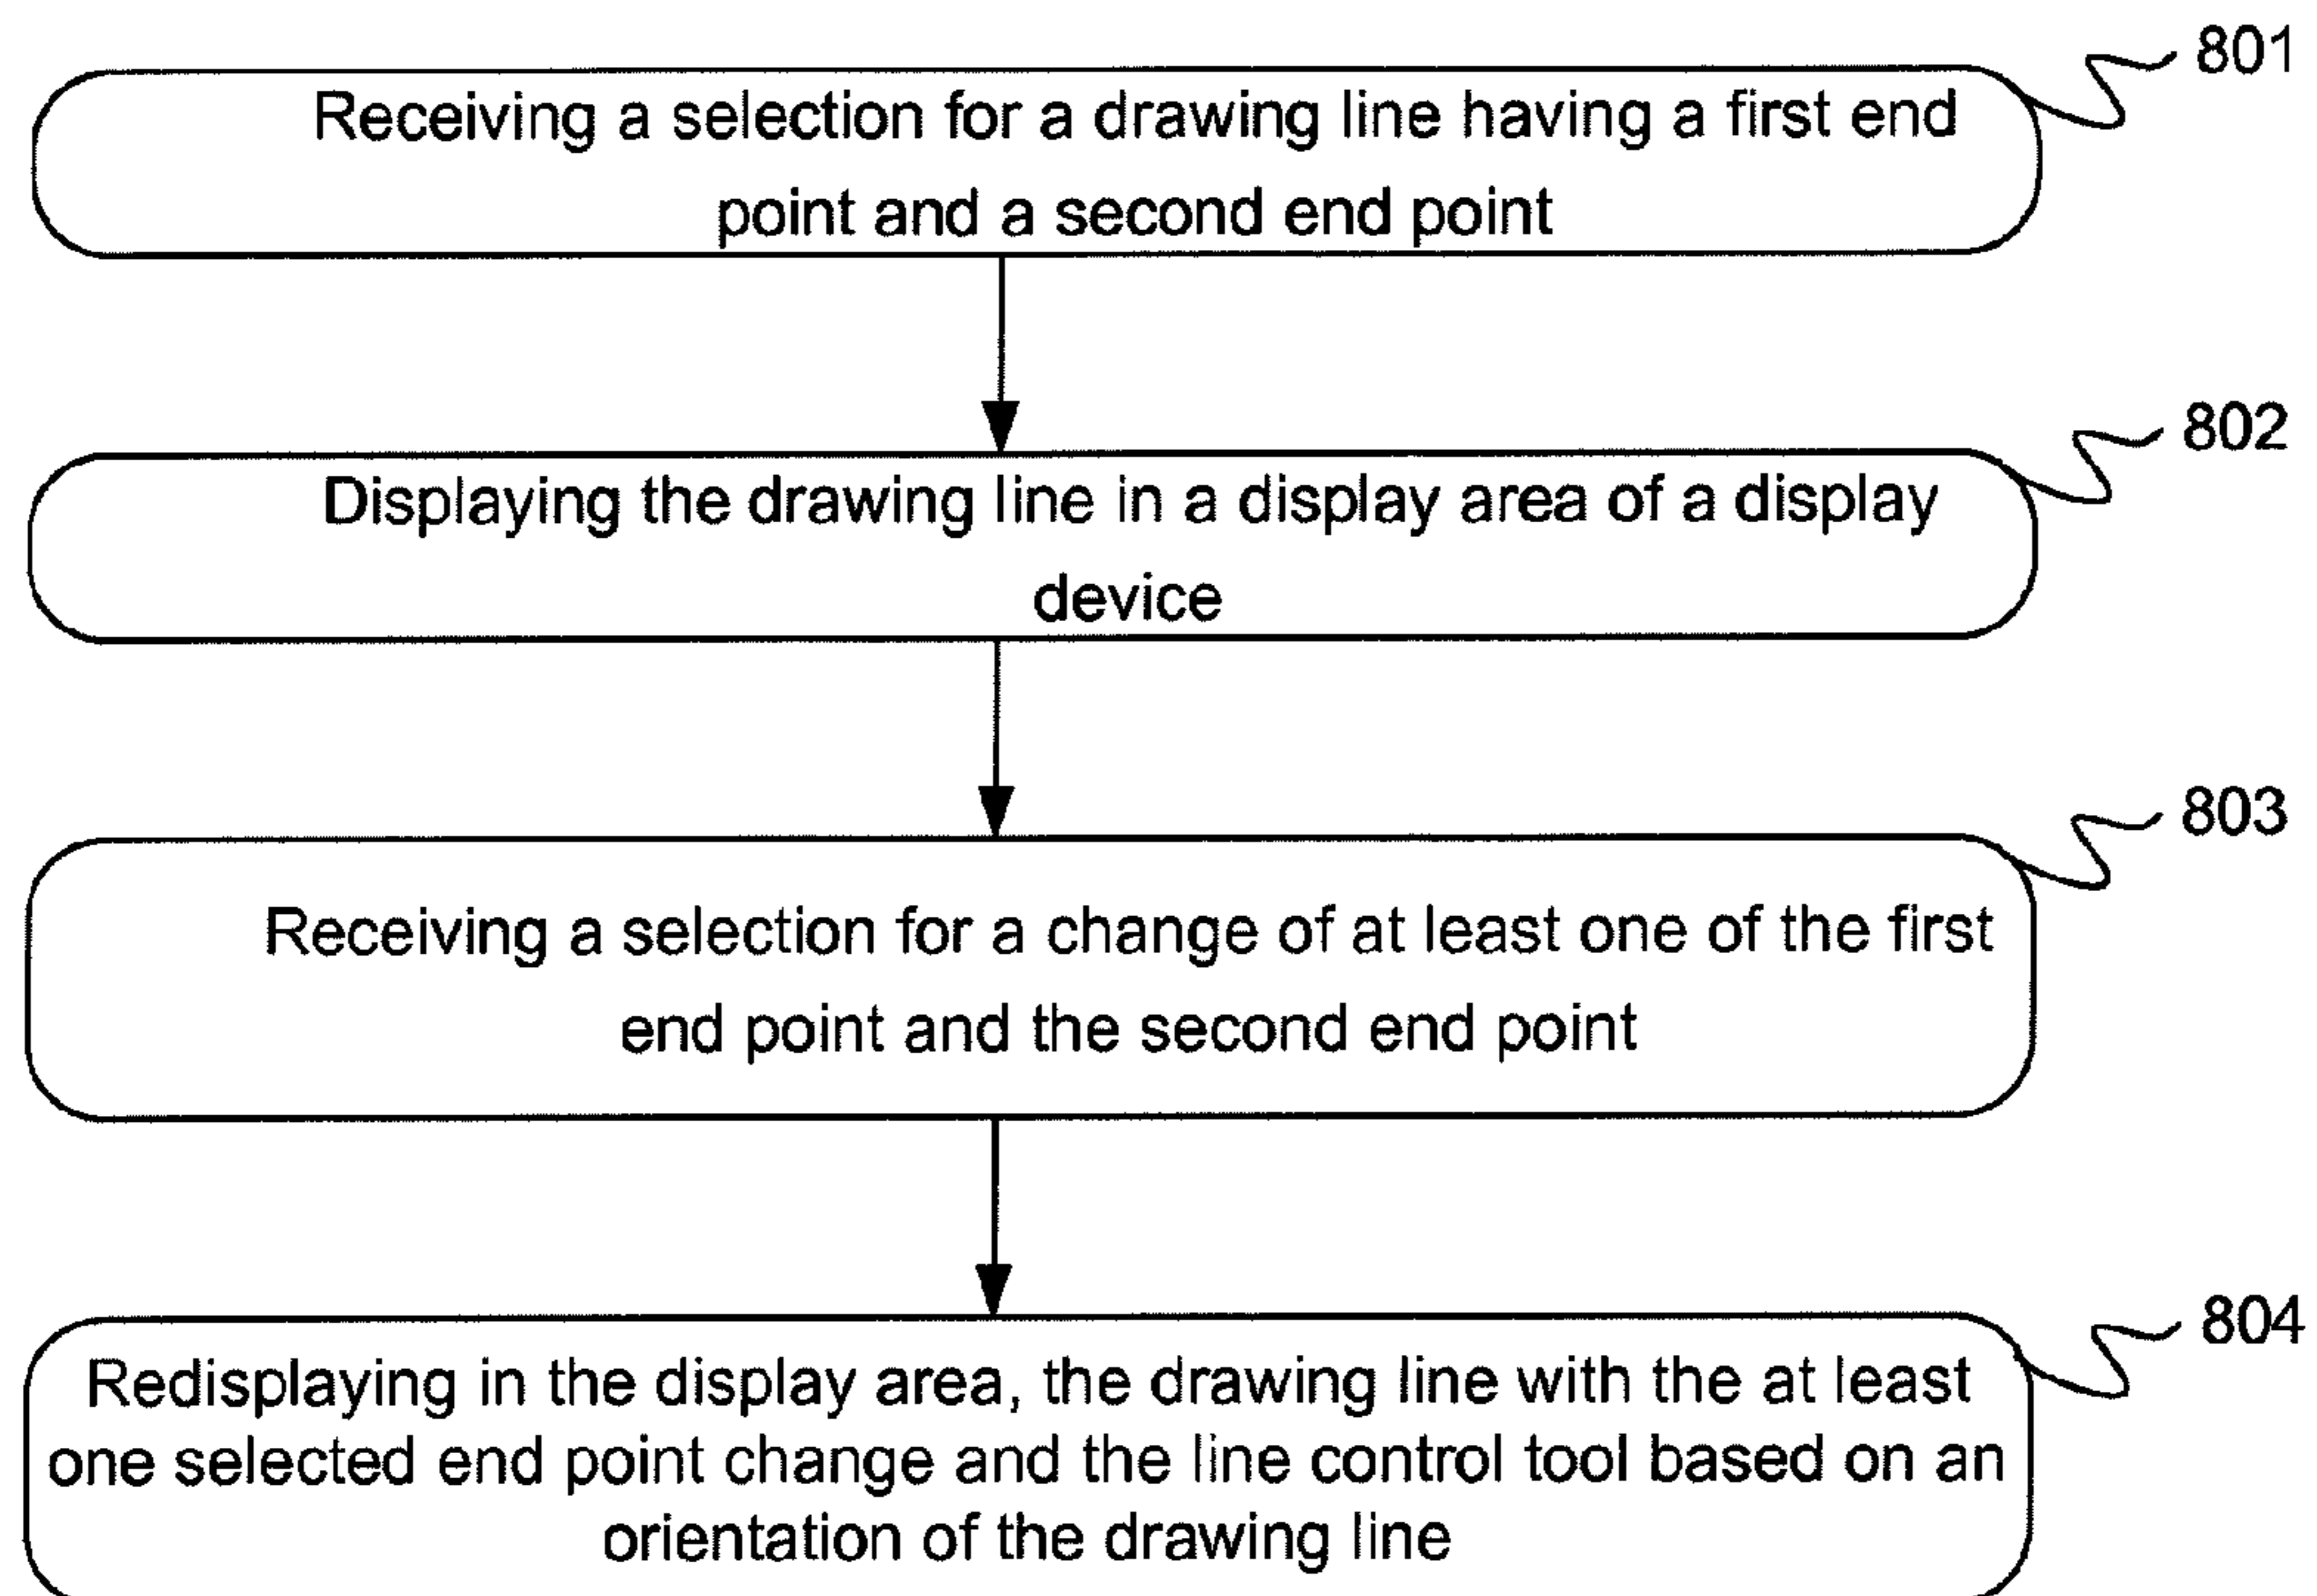 801
Receiving a selection for a drawing line having a first end
point and a second end point
802
Displaying the drawing line in a display area of a display
device
803
Receiving a selection for a change of at least one of the first
end point and the second end point
804
Redisplaying in the display area, the drawing line with the at least
one selected end point change and the line control tool based on an
orientation of the drawing line